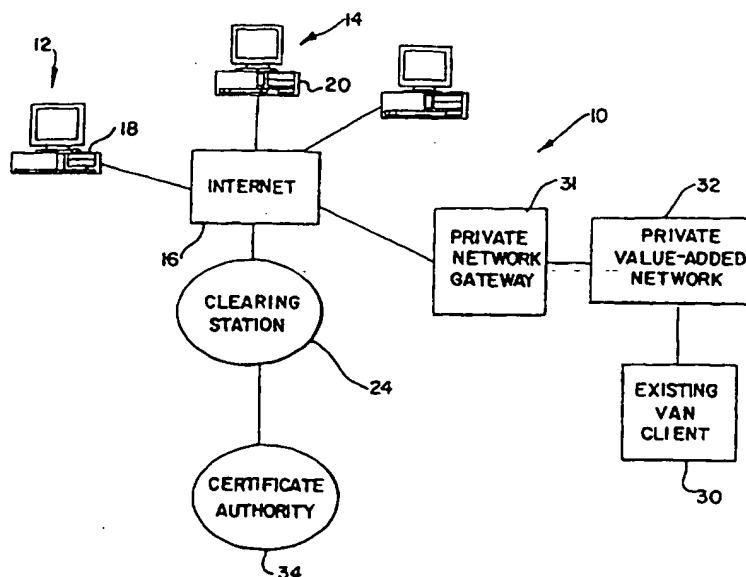 14
12
20
18
10
INTERNET
31
32
16
PRIVATE
NETWORK
GATEWAY
PRIVATE
VALUE-ADDED
NETWORK
CLEARING
STATION
24
EXISTING
VAN
CLIENT
CERTIFICATE
AUTHORITY
30
34